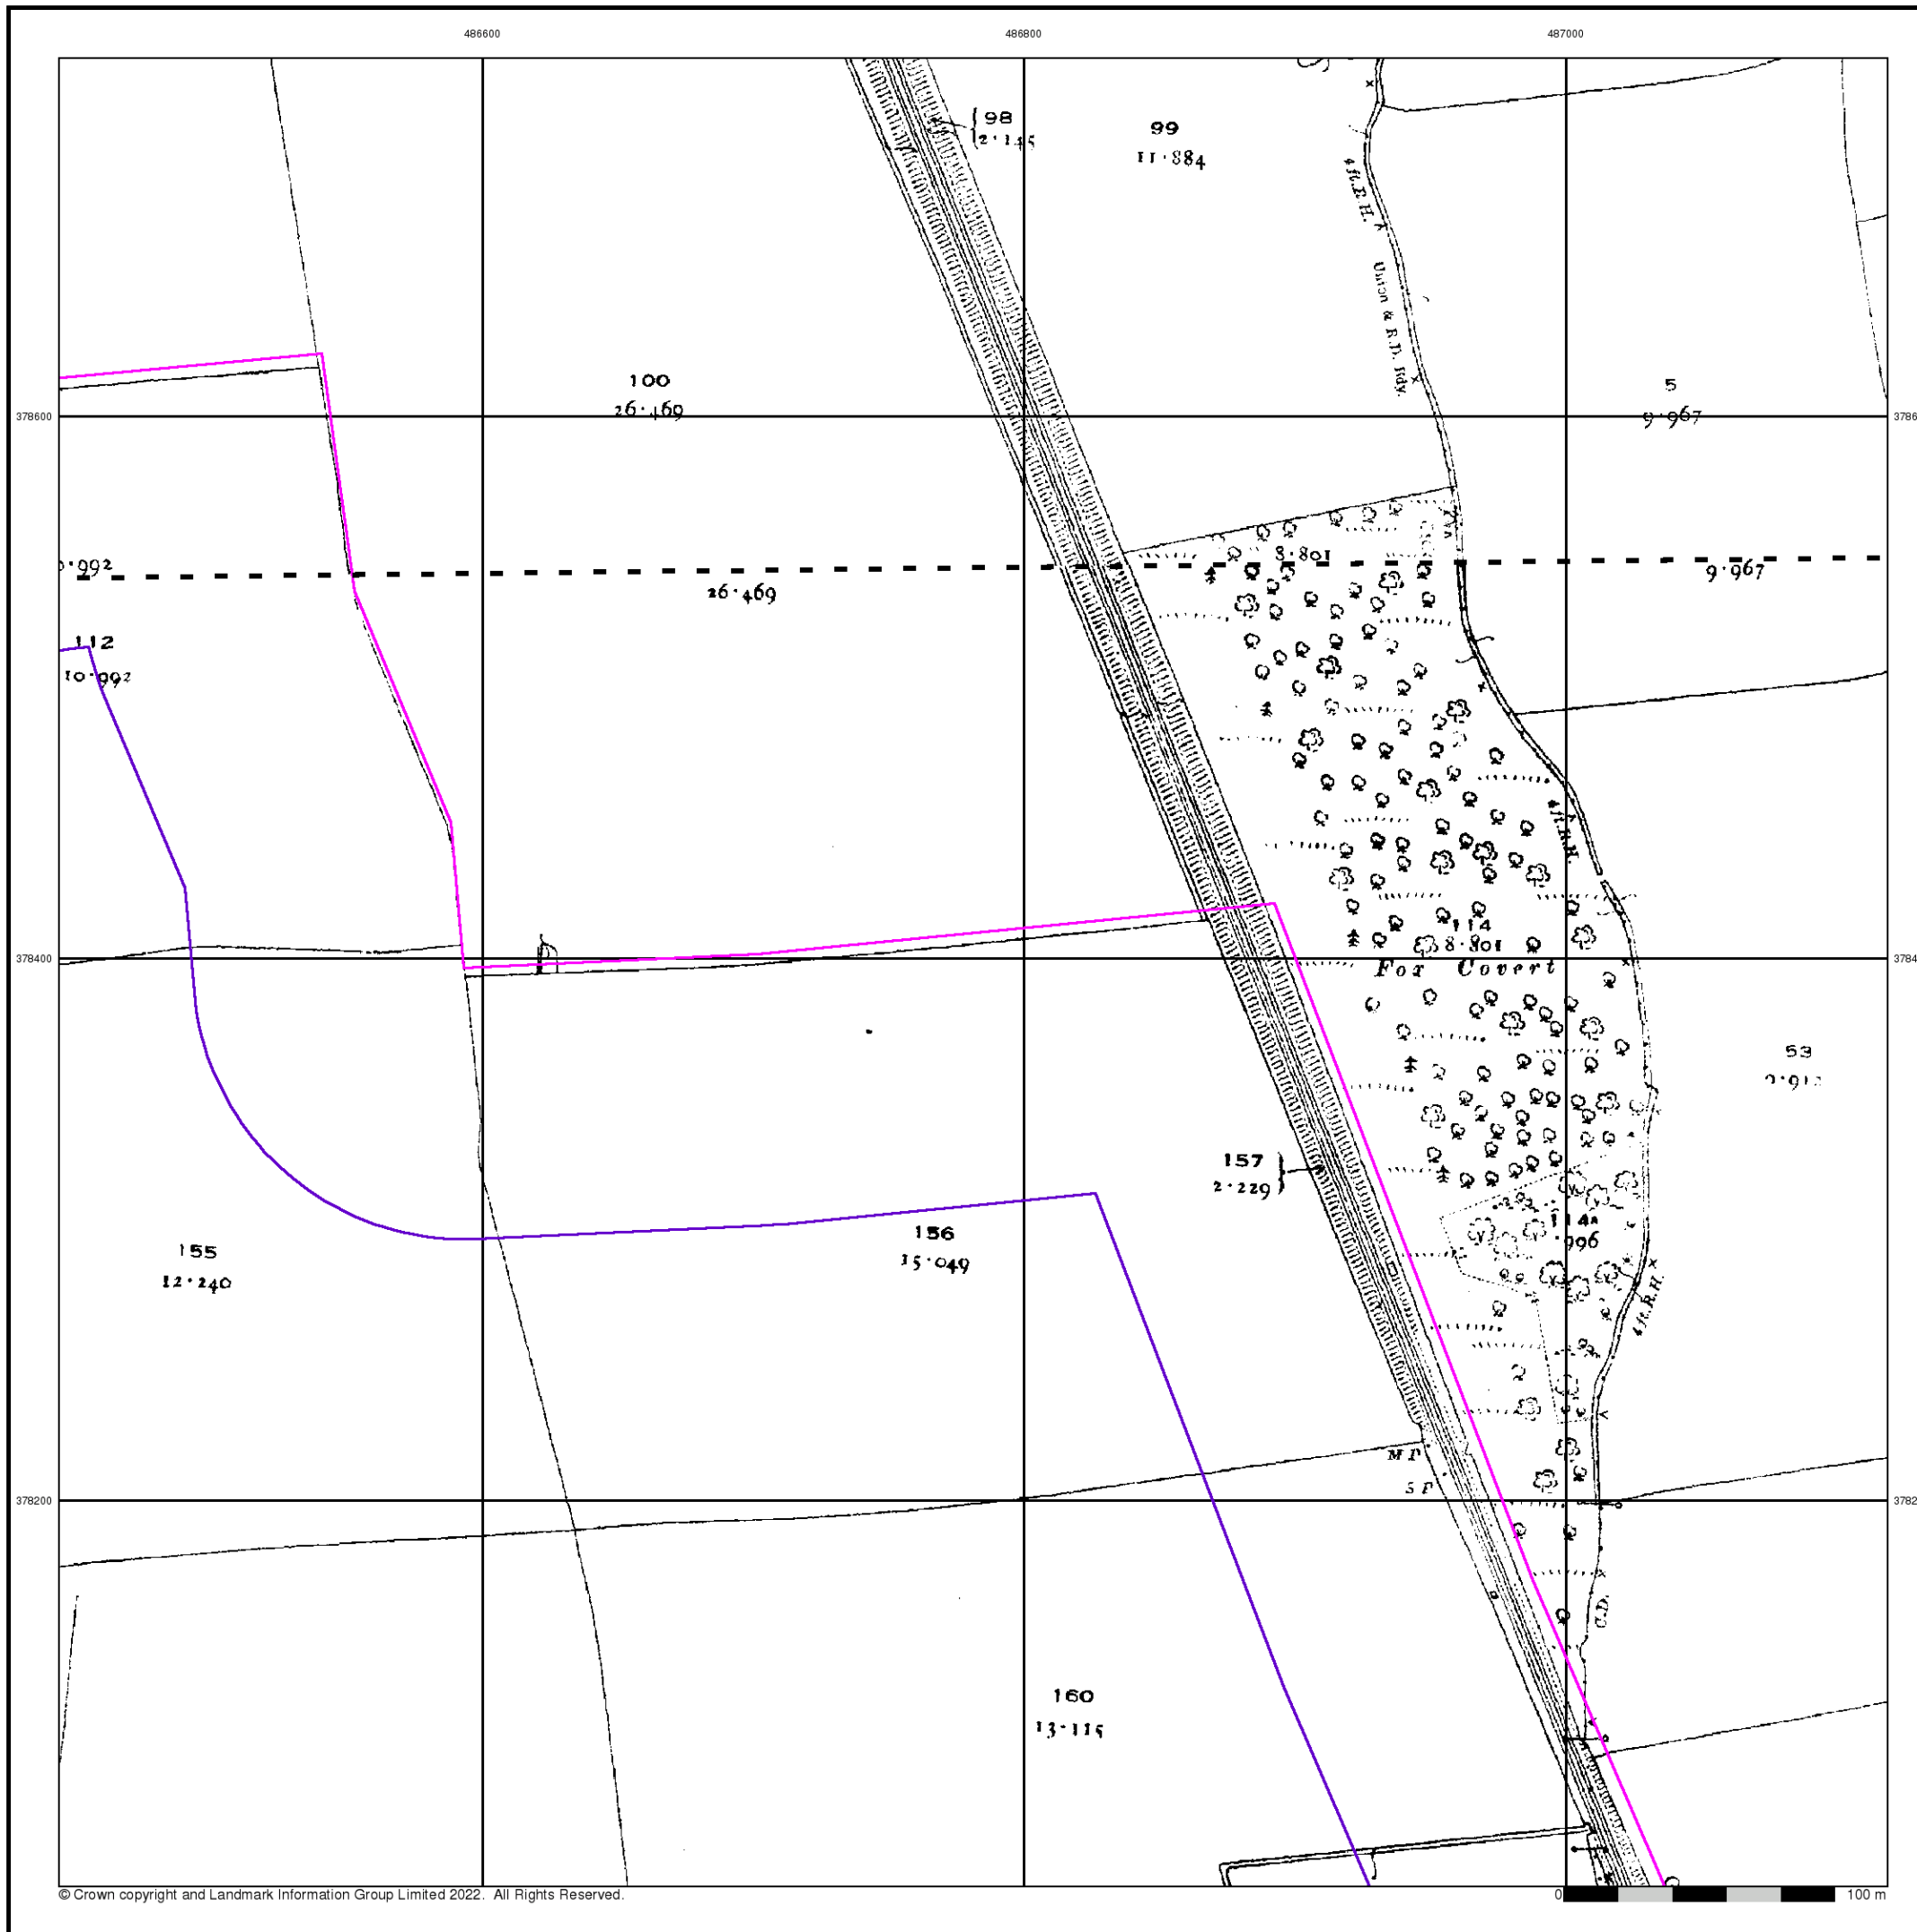 486600
486800
487000
98
99
11·884
4ft.R.H.
Union & R.D. Bdy.
100
26·469
5
9·967
378600
8·801
26·469
9·967
112
10·992
4ft.R.H.
114
8·801
378400
Fox Covert
53
157
2·229
114A
·996
156
15·049
155
12·240
4ft.R.H.
M P
S P
378200
C.D.
160
13·115
© Crown copyright and Landmark Information Group Limited 2022. All Rights Reserved.
0
100 m